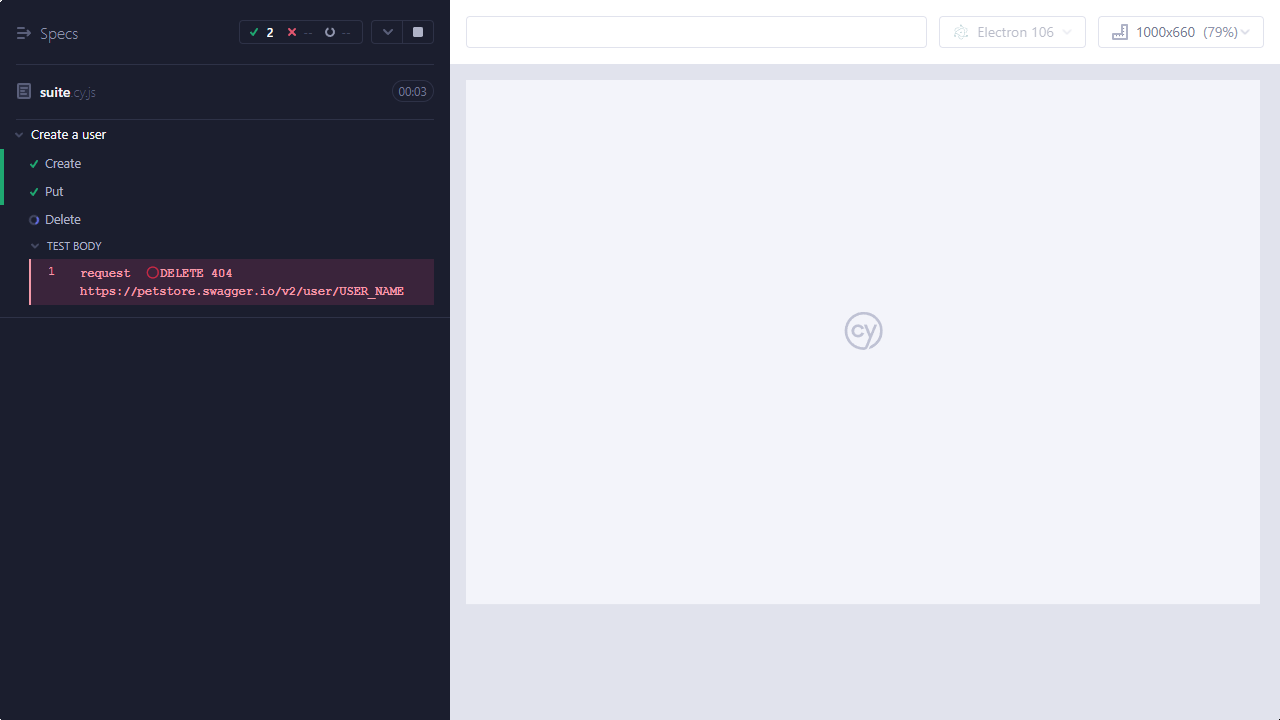 Specs
2 -- --
suite.cy.js
00:03
Create a user
Create
Put
Delete
TEST BODY
1 request DELETE 404
https://petstore.swagger.io/v2/user/USER_NAME
Electron 106
1000x660 (79%)
cy